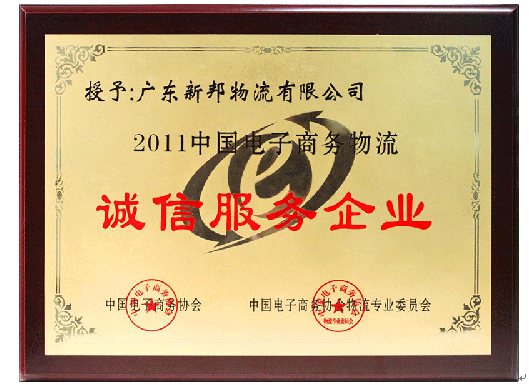 授予:广东新邦物流有限公司
2011中国电子商务物流
诚信服务企业
中国电子商务协会
中国电子商务协会物流专业委员会